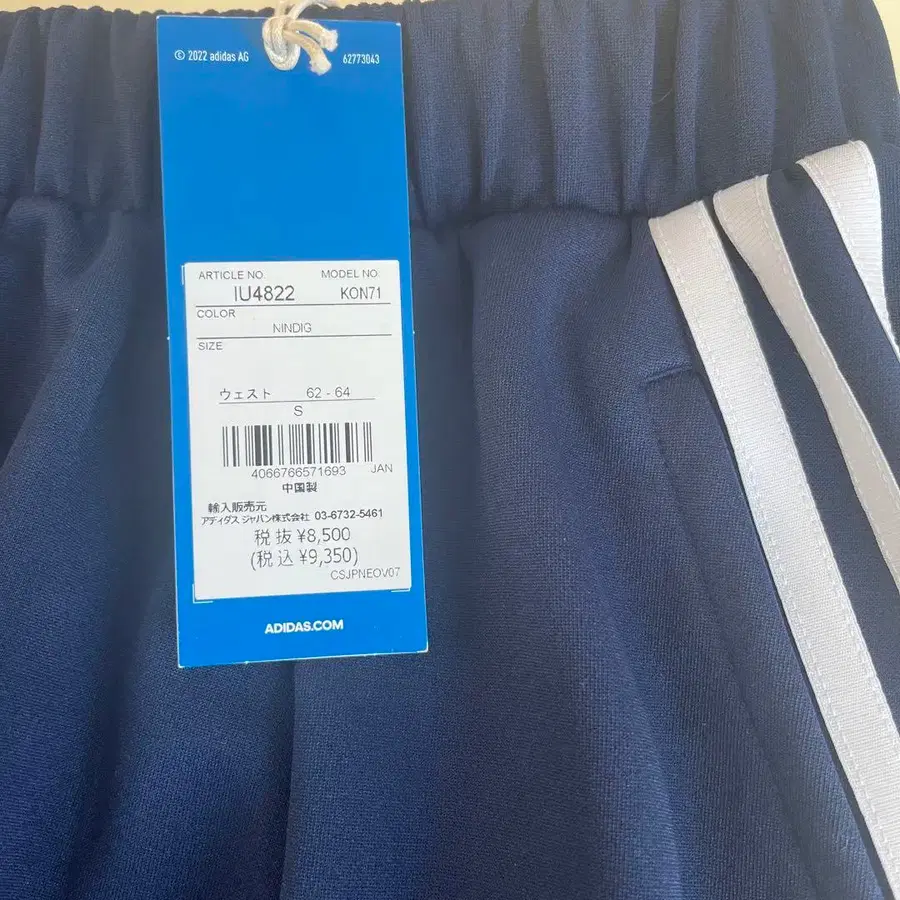 © 2022 adidas AG 62773043
ARTICLE NO. MODEL NO.
IU4822 KON71
COLOR
NINDIG
SIZE
ウェスト 62 - 64
S
4066766571693 JAN
中国製
輸入販売元
アディダス ジャパン株式会社 03-6732-5461
税 抜 ¥8,500
(税 込 ¥9,350)
CSJPNEOV07
ADIDAS.COM